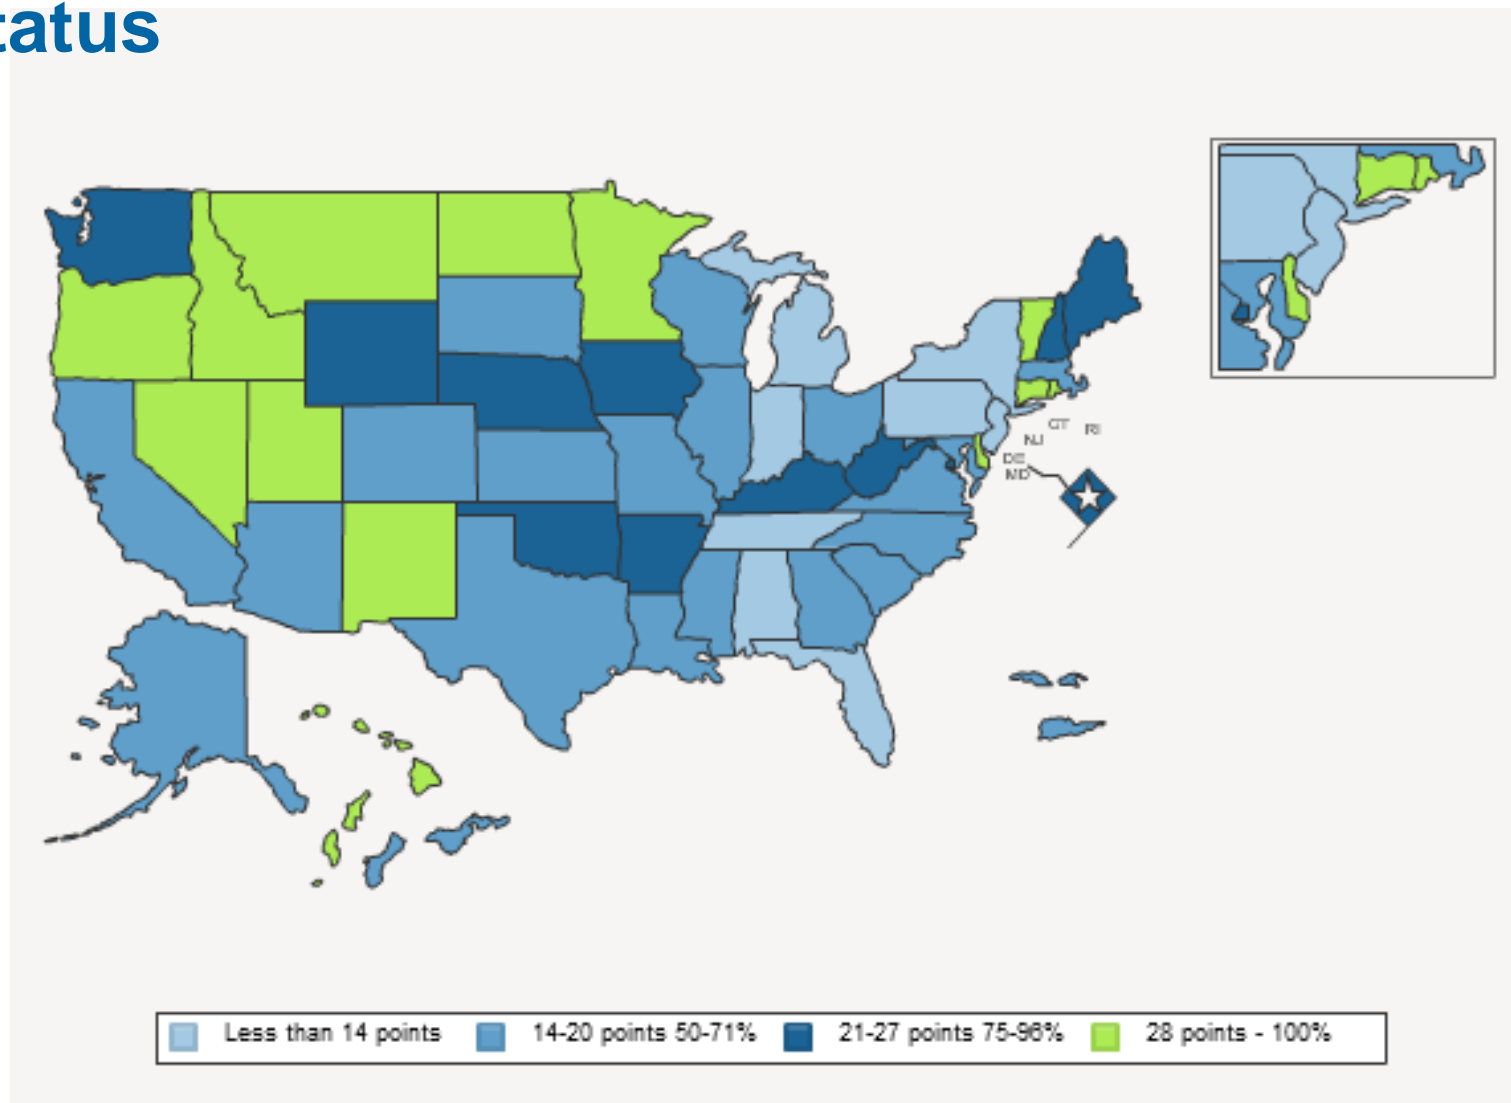 tatus
CT RI
NJ
DE
MD
Less than 14 points 14-20 points 50-71% 21-27 points 75-96% 28 points - 100%